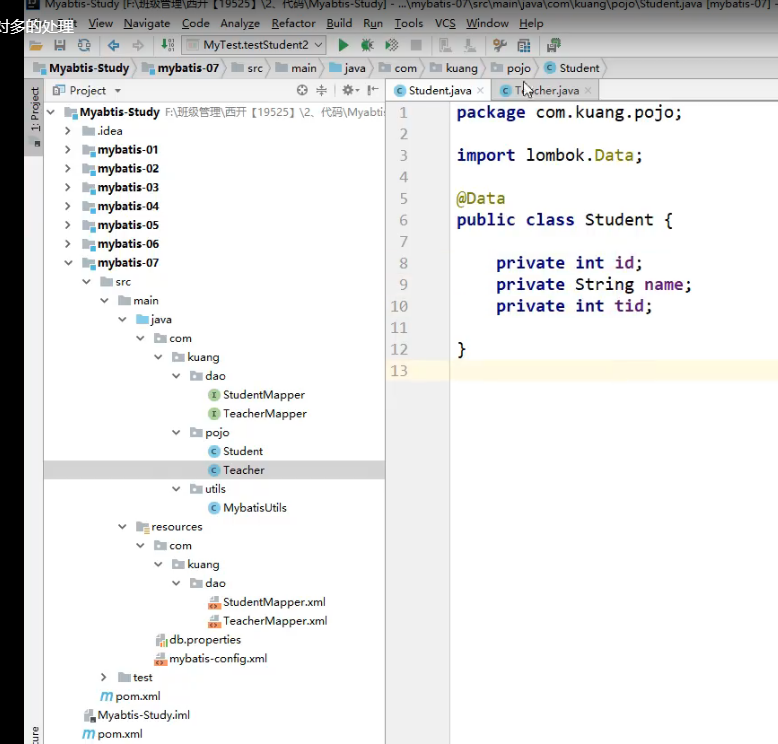 Myabtis-Study [F:\班级管理\西开【19525】\2、代码\Myabtis-Study] - ...\mybatis-07\src\main\java\com\kuang\pojo\Student.java [mybatis-07] -
对多的处理
View Navigate Code Analyze Refactor Build Run Tools VCS Window Help
MyTest.testStudent2
Myabtis-Study mybatis-07 src main java com kuang pojo Student
1: Project
Project
Student.java
Teacher.java
Myabtis-Study F:\班级管理\西开【19525】\2、代码\Myabti
.idea
mybatis-01
mybatis-02
mybatis-03
mybatis-04
mybatis-05
mybatis-06
mybatis-07
src
main
java
com
kuang
dao
StudentMapper
TeacherMapper
pojo
Student
Teacher
utils
MybatisUtils
resources
com
kuang
dao
StudentMapper.xml
TeacherMapper.xml
db.properties
mybatis-config.xml
test
pom.xml
Myabtis-Study.iml
pom.xml
1 package com.kuang.pojo;
2
3 import lombok.Data;
4
5 @Data
6 public class Student {
7
8 private int id;
9 private String name;
10 private int tid;
11
12 }
13